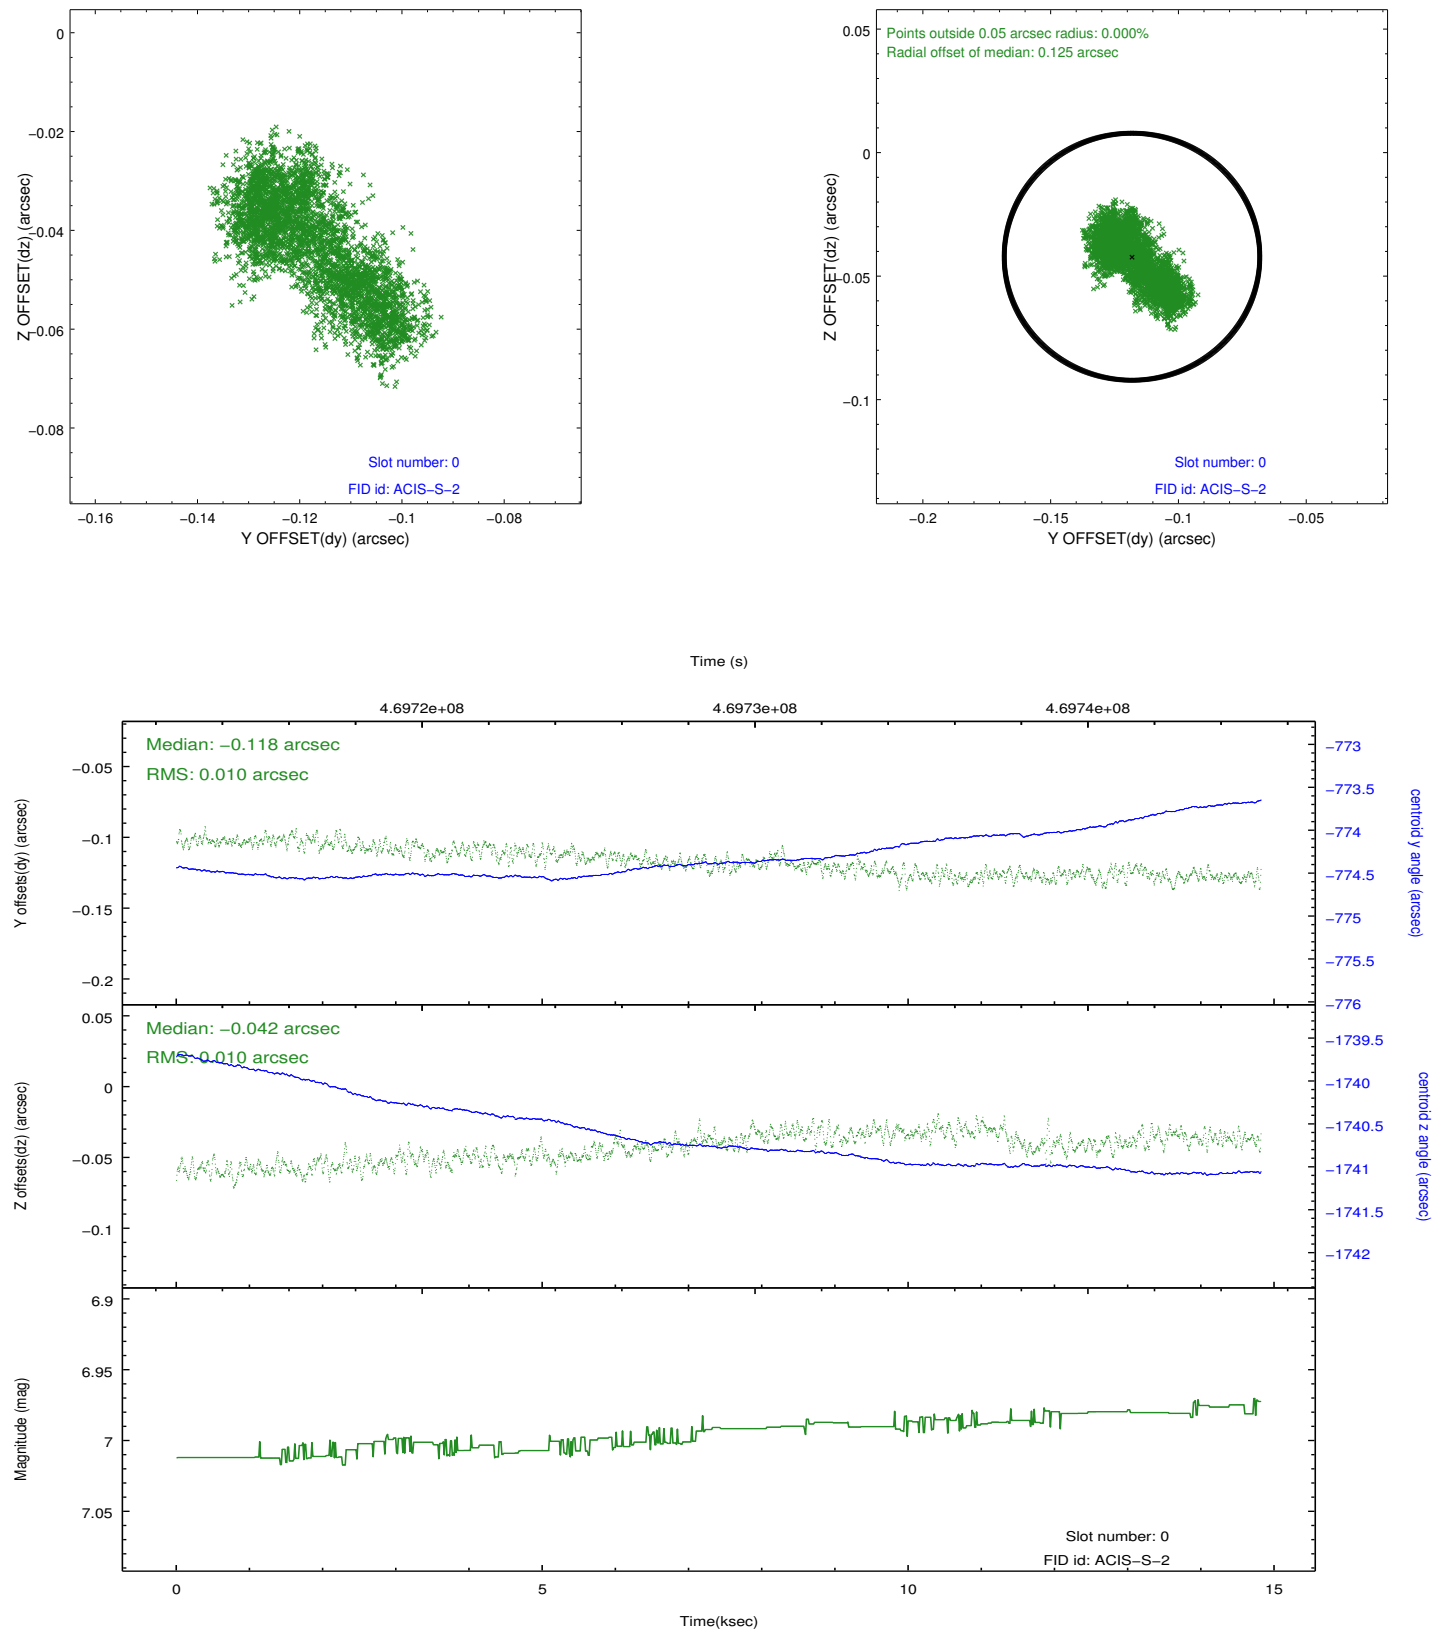 0
−0.02
−0.04
−0.06
−0.08
Z OFFSET(dz) (arcsec)
Slot number: 0
FID id: ACIS−S−2
−0.16
−0.14
−0.12
−0.1
−0.08
Y OFFSET(dy) (arcsec)
Points outside 0.05 arcsec radius: 0.000%
Radial offset of median: 0.125 arcsec
0.05
0
−0.05
−0.1
Z OFFSET(dz) (arcsec)
Slot number: 0
FID id: ACIS−S−2
−0.2
−0.15
−0.1
−0.05
Y OFFSET(dy) (arcsec)
Time (s)
4.6972e+08
4.6973e+08
4.6974e+08
Median: −0.118 arcsec
RMS: 0.010 arcsec
−0.05
−0.1
−0.15
−0.2
Y offsets(dy) (arcsec)
−773
−773.5
−774
−774.5
−775
−775.5
−776
centroid y angle (arcsec)
Median: −0.042 arcsec
RMS: 0.010 arcsec
0.05
0
−0.05
−0.1
Z offsets(dz) (arcsec)
−1739.5
−1740
−1740.5
−1741
−1741.5
−1742
centroid z angle (arcsec)
6.9
6.95
7
7.05
Magnitude (mag)
Slot number: 0
FID id: ACIS−S−2
0
5
10
15
Time(ksec)